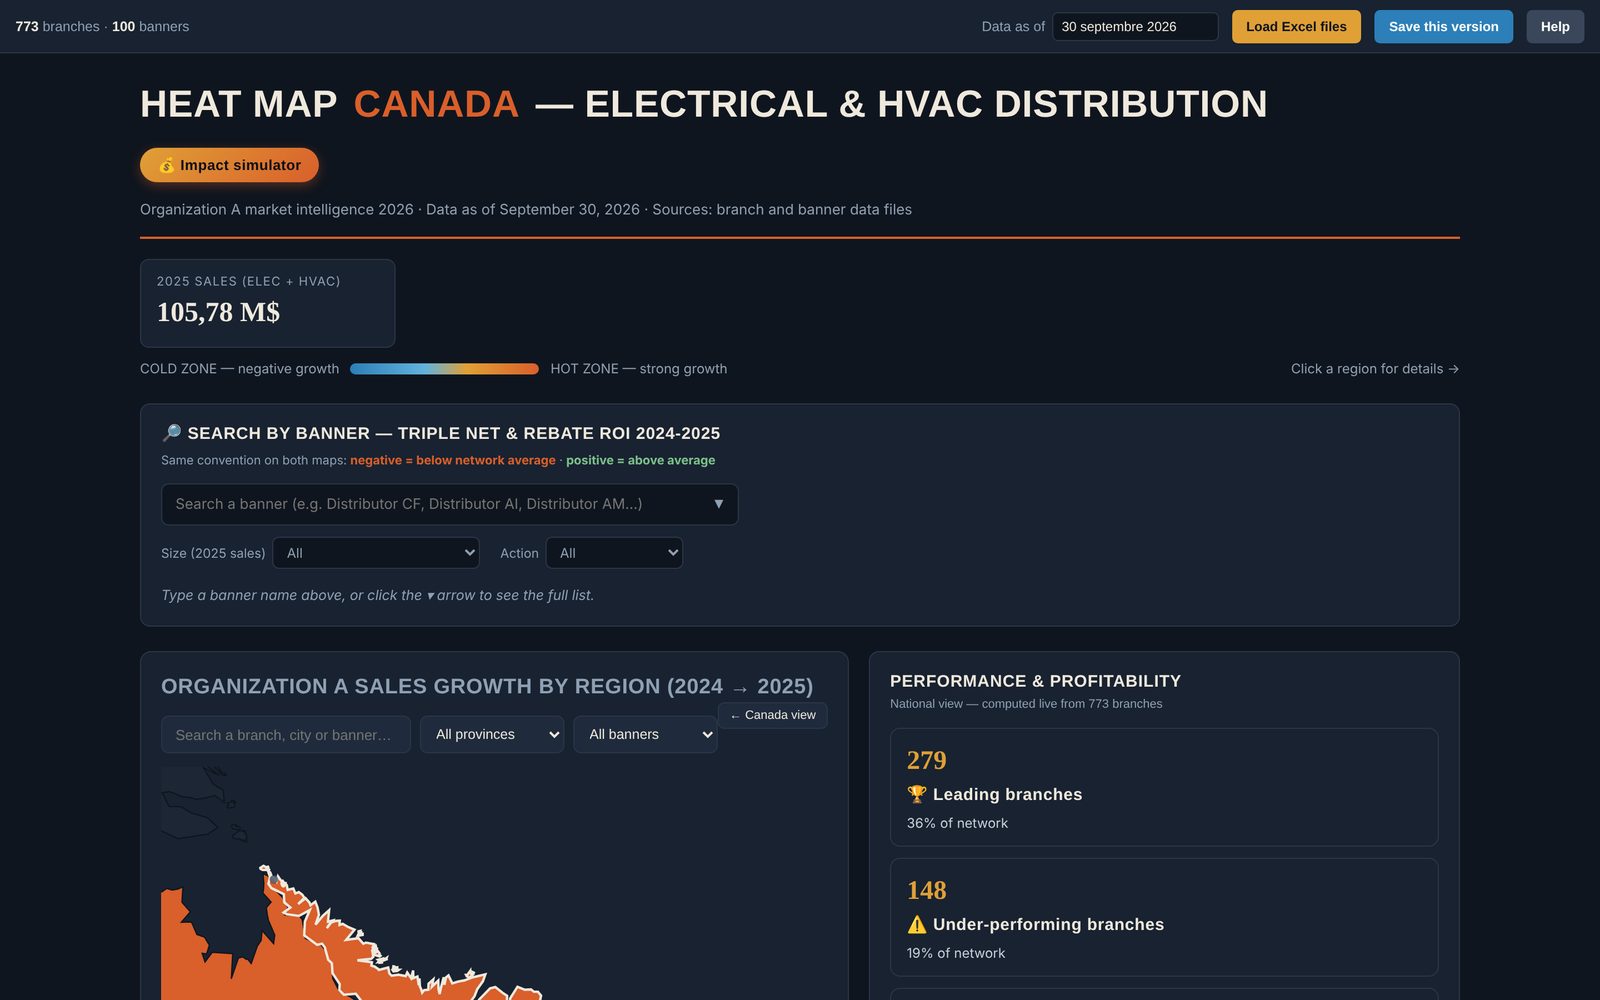 773 branches · 100 banners
Data as of 30 septembre 2026 Load Excel files Save this version Help
HEAT MAP CANADA — ELECTRICAL & HVAC DISTRIBUTION
💰 Impact simulator
Organization A market intelligence 2026 · Data as of September 30, 2026 · Sources: branch and banner data files
2025 SALES (ELEC + HVAC)
105,78 M$
COLD ZONE — negative growth HOT ZONE — strong growth Click a region for details →
🔎 SEARCH BY BANNER — TRIPLE NET & REBATE ROI 2024-2025
Same convention on both maps: negative = below network average · positive = above average
Search a banner (e.g. Distributor CF, Distributor AI, Distributor AM...) ▼
Size (2025 sales) All Action All
Type a banner name above, or click the ▾ arrow to see the full list.
ORGANIZATION A SALES GROWTH BY REGION (2024 → 2025)
← Canada view
Search a branch, city or banner… All provinces All banners
PERFORMANCE & PROFITABILITY
National view — computed live from 773 branches
279
🏆 Leading branches
36% of network
148
⚠️ Under-performing branches
19% of network